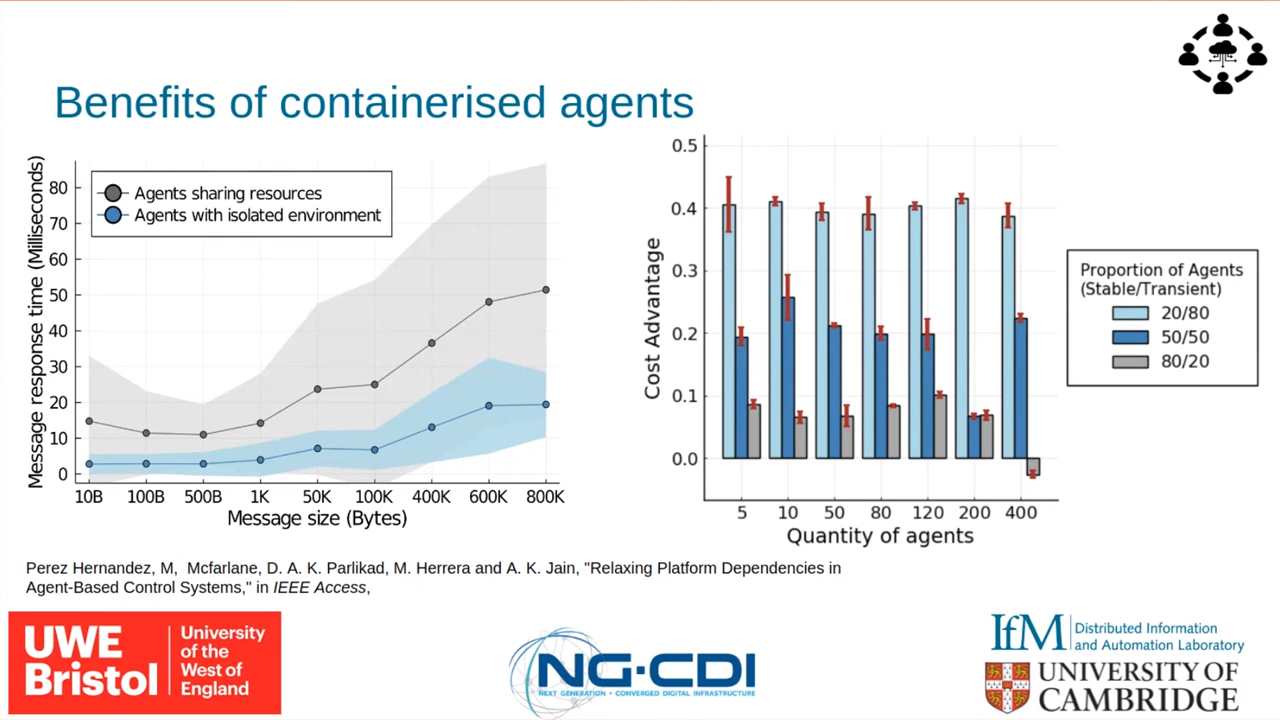 Benefits of containerised agents
Message response time (Milliseconds)
80
70
60
50
40
30
20
10
0
Agents sharing resources
Agents with isolated environment
10B 100B 500B 1K 50K 100K 400K 600K 800K
Message size (Bytes)
Cost Advantage
0.5
0.4
0.3
0.2
0.1
0.0
5 10 50 80 120 200 400
Quantity of agents
Proportion of Agents
(Stable/Transient)
20/80
50/50
80/20
Perez Hernandez, M, Mcfarlane, D. A. K. Parlikad, M. Herrera and A. K. Jain, "Relaxing Platform Dependencies in
Agent-Based Control Systems," in IEEE Access,
UWE
Bristol
University
of the
West of
England
NG·CDI
NEXT GENERATION • CONVERGED DIGITAL INFRASTRUCTURE
IfM
Distributed Information
and Automation Laboratory
UNIVERSITY OF
CAMBRIDGE